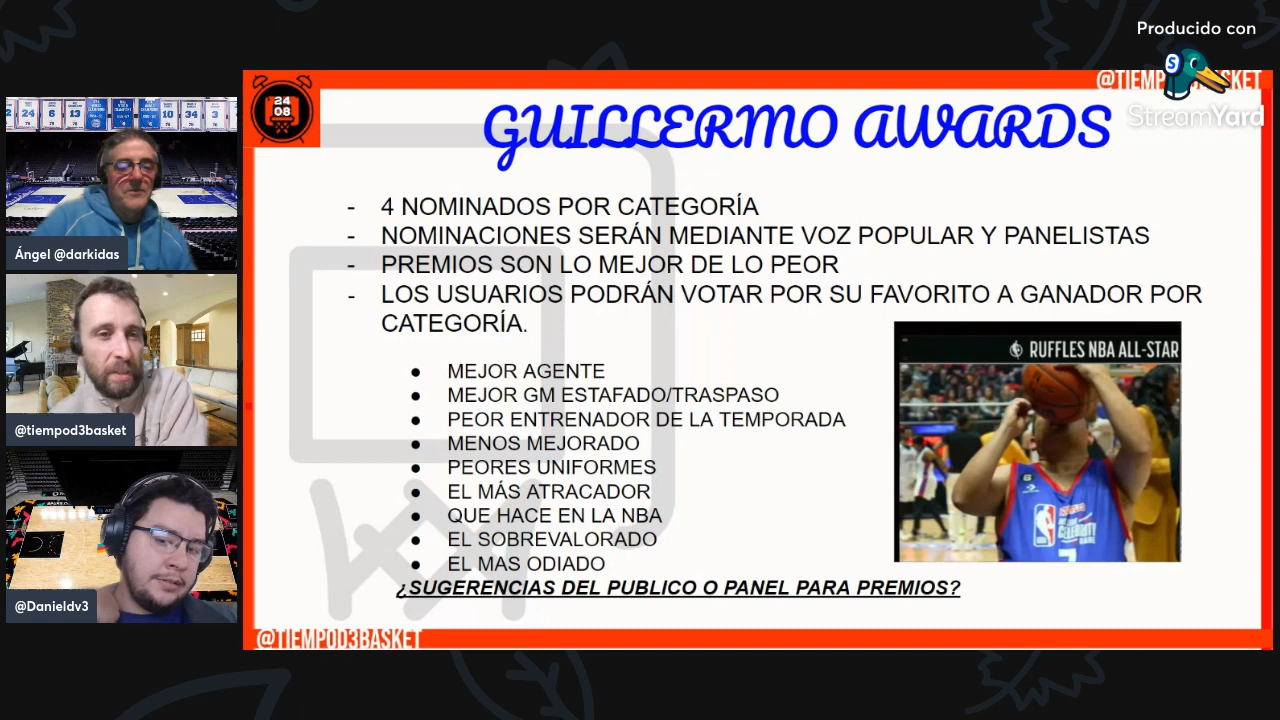 Producido con
StreamYard
24
08
GUILLERMO AWARDS
- 4 NOMINADOS POR CATEGORÍA
- NOMINACIONES SERÁN MEDIANTE VOZ POPULAR Y PANELISTAS
- PREMIOS SON LO MEJOR DE LO PEOR
- LOS USUARIOS PODRÁN VOTAR POR SU FAVORITO A GANADOR POR
CATEGORÍA.
● MEJOR AGENTE
● MEJOR GM ESTAFADO/TRASPASO
● PEOR ENTRENADOR DE LA TEMPORADA
● MENOS MEJORADO
● PEORES UNIFORMES
● EL MÁS ATRACADOR
● QUE HACE EN LA NBA
● EL SOBREVALORADO
● EL MAS ODIADO
¿SUGERENCIAS DEL PUBLICO O PANEL PARA PREMIOS?
RUFFLES NBA ALL-STAR
@TIEMPOD3BASKET
Ángel @darkidas
@tiempod3basket
@Danieldv3